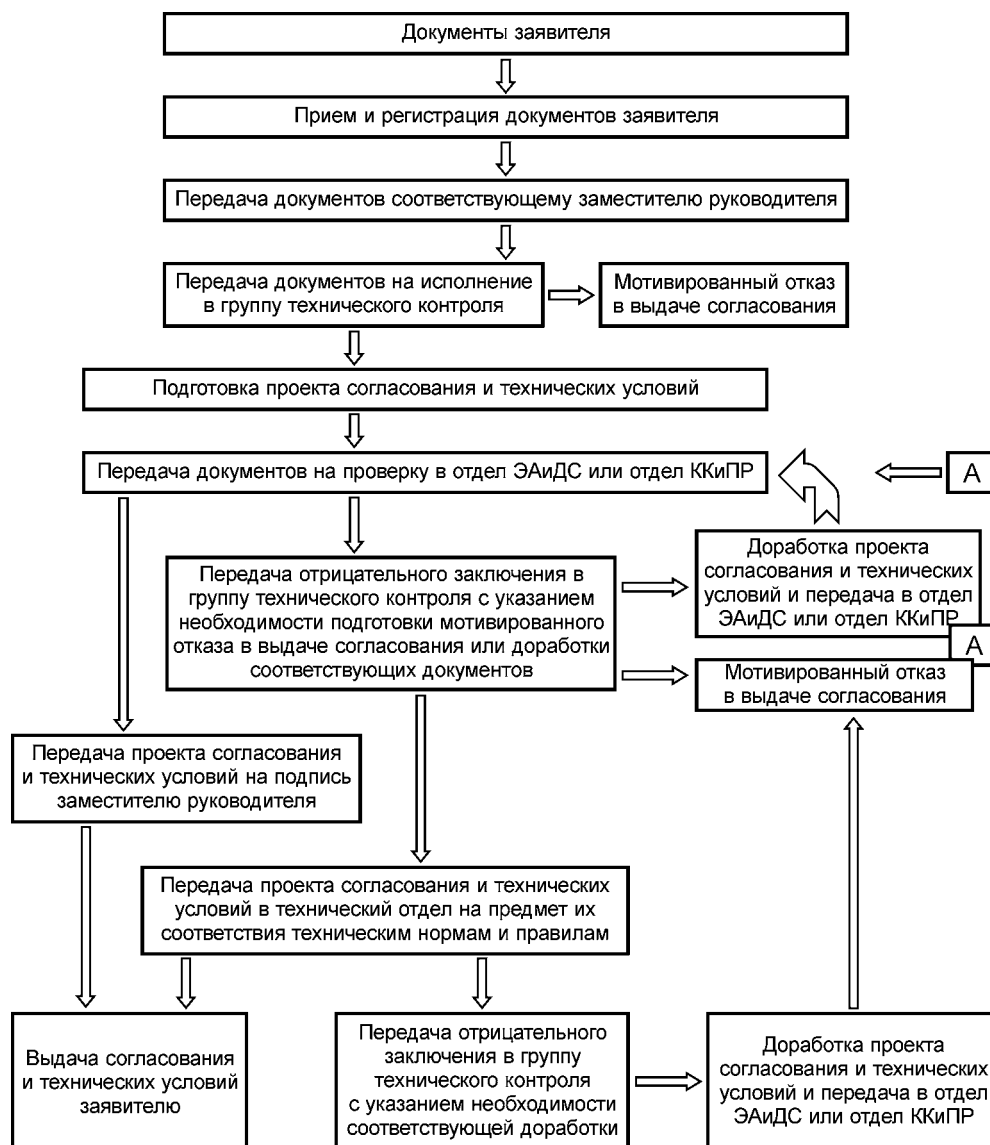 Документы заявителя
Прием и регистрация документов заявителя
Передача документов соответствующему заместителю руководителя
Передача документов на исполнение
в группу технического контроля
Мотивированный отказ
в выдаче согласования
Подготовка проекта согласования и технических условий
Передача документов на проверку в отдел ЭАиДС или отдел ККиПР
А
Передача отрицательного заключения в
группу технического контроля с указанием
необходимости подготовки мотивированного
отказа в выдаче согласования или доработки
соответствующих документов
Доработка проекта
согласования и технических
условий и передача в отдел
ЭАиДС или отдел ККиПР
А
Мотивированный отказ
в выдаче согласования
Передача проекта согласования
и технических условий на подпись
заместителю руководителя
Передача проекта согласования и технических
условий в технический отдел на предмет их
соответствия техническим нормам и правилам
Выдача согласования
и технических условий
заявителю
Передача отрицательного
заключения в группу
технического контроля
с указанием необходимости
соответствующей доработки
Доработка проекта
согласования и технических
условий и передача в отдел
ЭАиДС или отдел ККиПР